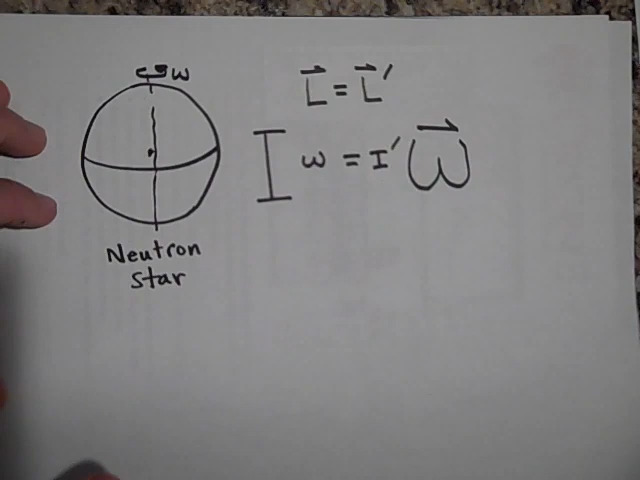 ω
L⃗ = L⃗'
I ω = I' ω⃗
Neutron
star